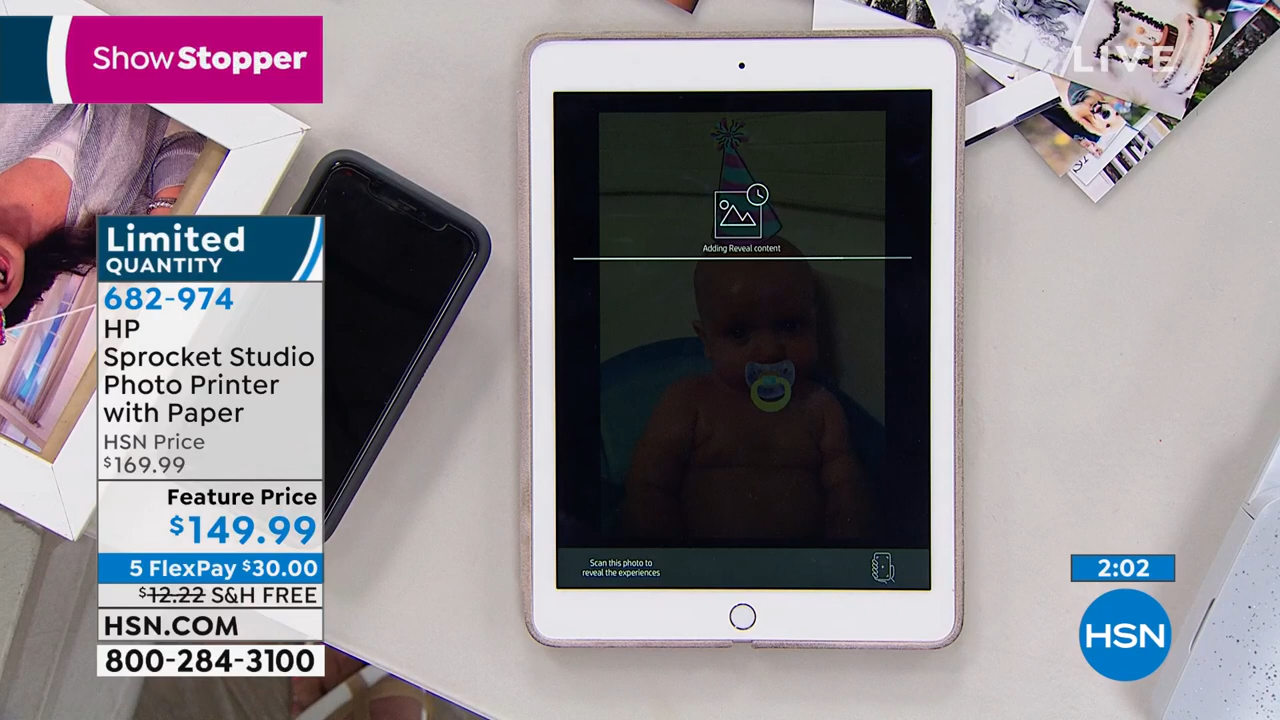 ShowStopper
LIVE
Limited
QUANTITY
682-974
HP
Sprocket Studio
Photo Printer
with Paper
HSN Price
$169.99
Feature Price
$149.99
5 FlexPay $30.00
$12.22 S&H FREE
HSN.COM
800-284-3100
Adding Reveal content
Scan this photo to
reveal the experiences
2:02
HSN